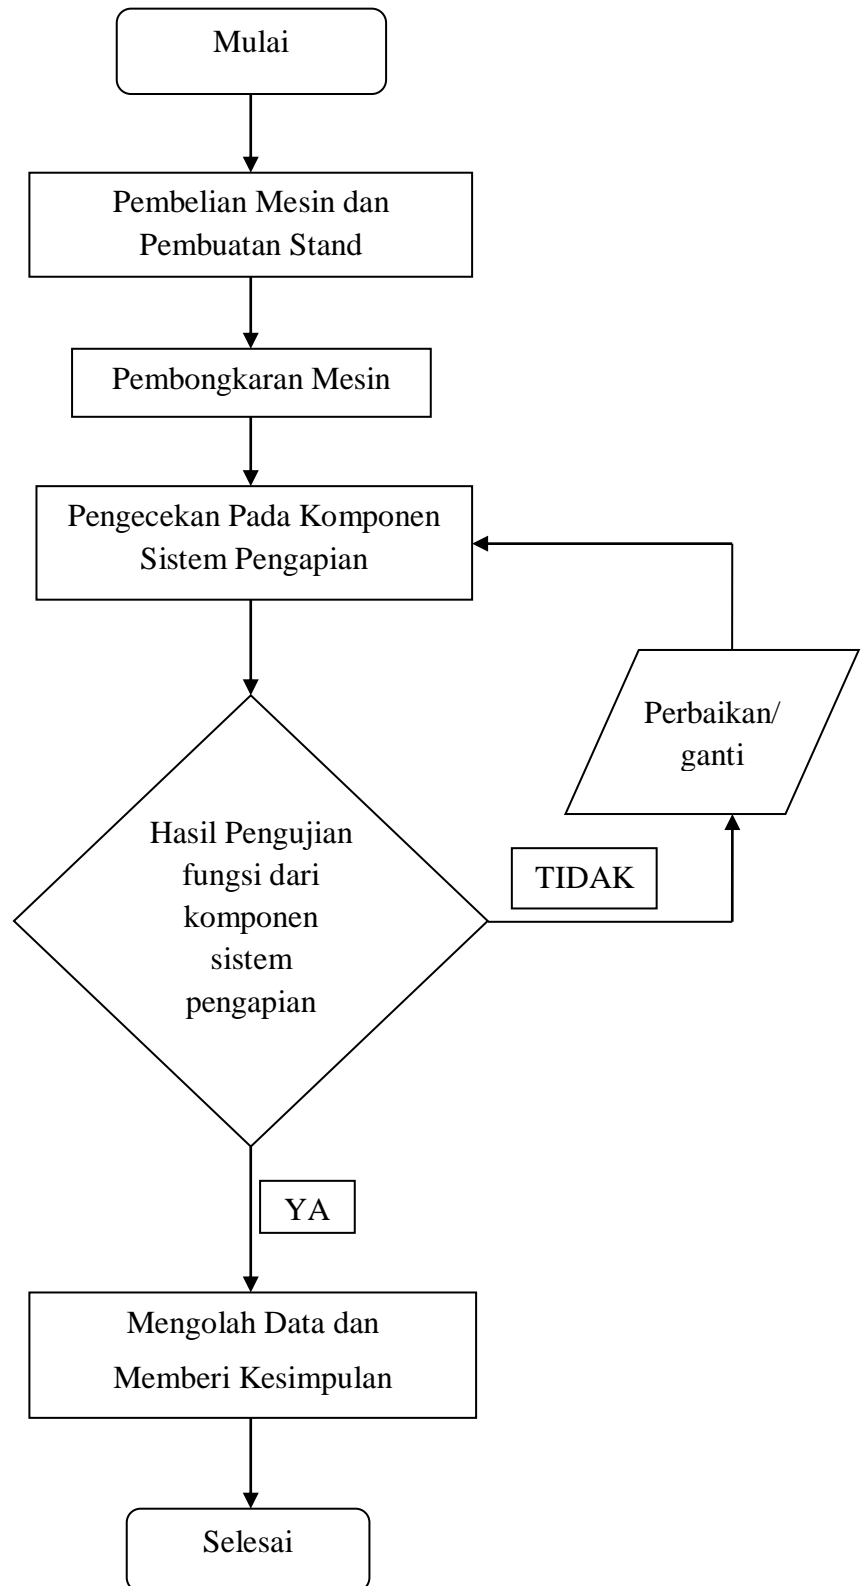 Mulai
Pembelian Mesin dan
Pembuatan Stand
Pembongkaran Mesin
Pengecekan Pada Komponen
Sistem Pengapian
Perbaikan/
ganti
Hasil Pengujian
fungsi dari
komponen
sistem
pengapian
TIDAK
YA
Mengolah Data dan
Memberi Kesimpulan
Selesai